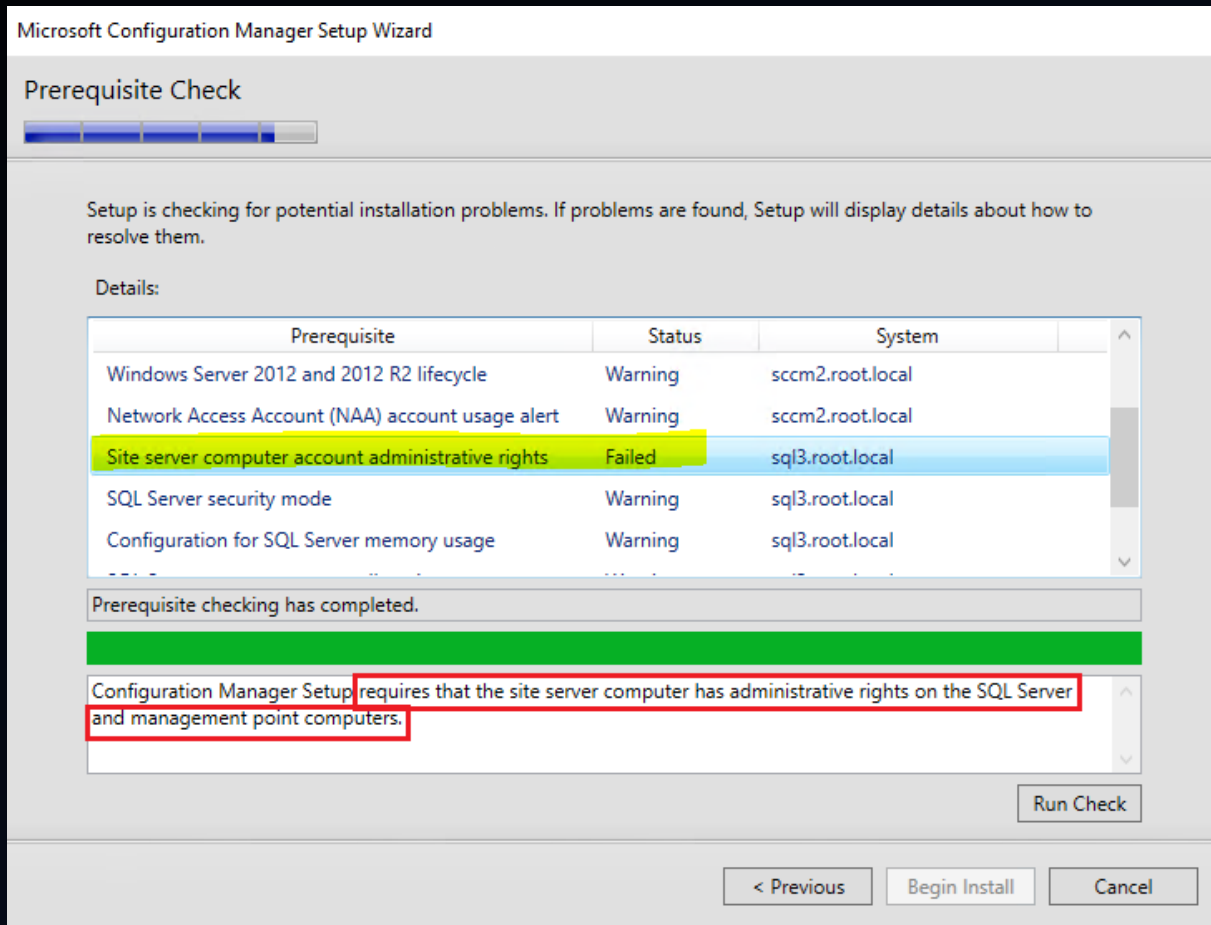 Microsoft Configuration Manager Setup Wizard
Prerequisite Check
Setup is checking for potential installation problems. If problems are found, Setup will display details about how to
resolve them.
Details:
Prerequisite Status System
Windows Server 2012 and 2012 R2 lifecycle Warning sccm2.root.local
Network Access Account (NAA) account usage alert Warning sccm2.root.local
Site server computer account administrative rights Failed sql3.root.local
SQL Server security mode Warning sql3.root.local
Configuration for SQL Server memory usage Warning sql3.root.local
Prerequisite checking has completed.
Configuration Manager Setup requires that the site server computer has administrative rights on the SQL Server
and management point computers.
Run Check
< Previous Begin Install Cancel